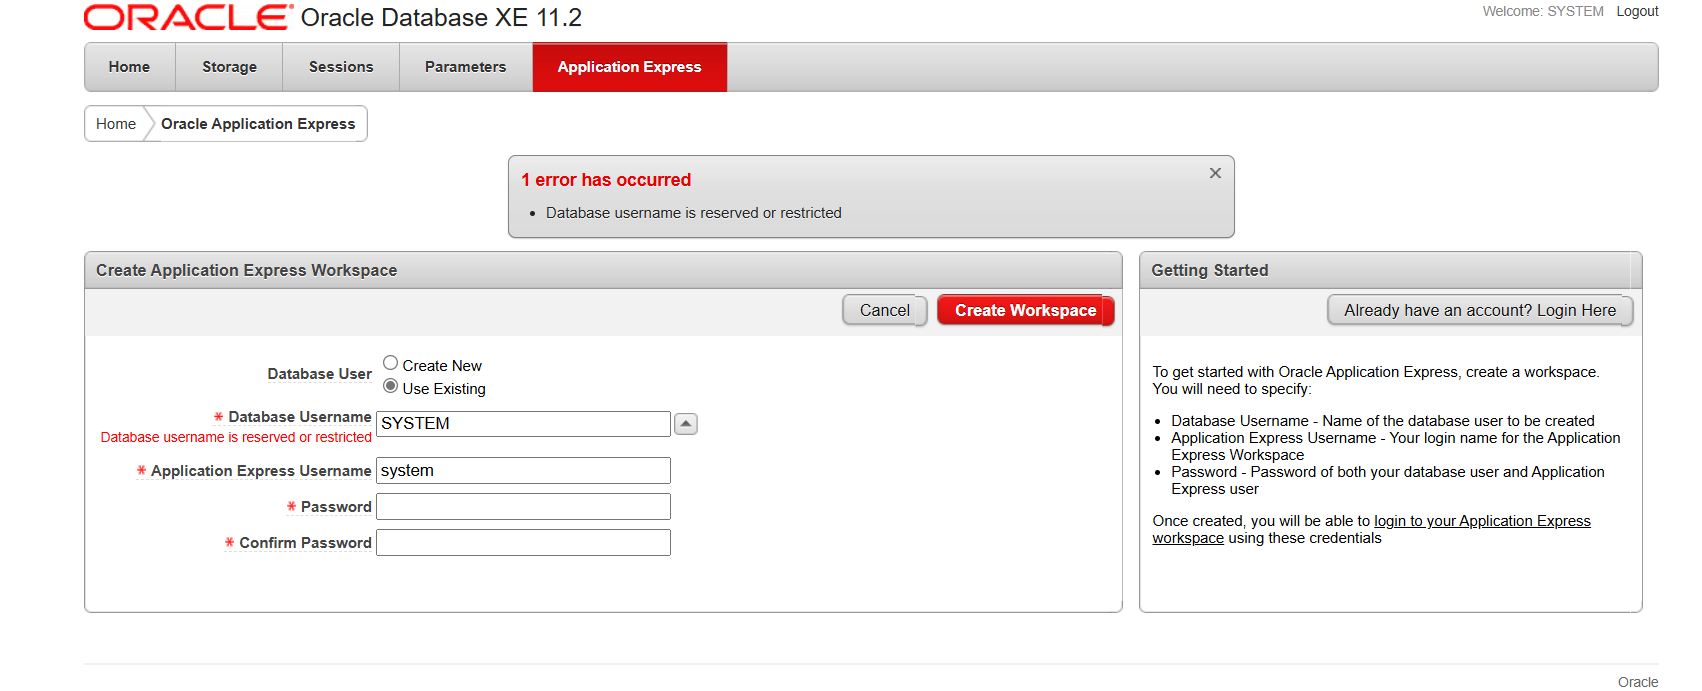 ORACLE Oracle Database XE 11.2
Welcome: SYSTEM Logout
Home Storage Sessions Parameters Application Express
Home Oracle Application Express
1 error has occurred
• Database username is reserved or restricted
Create Application Express Workspace
Cancel Create Workspace
Database User
Create New
Use Existing
* Database Username SYSTEM
Database username is reserved or restricted
* Application Express Username system
* Password
* Confirm Password
Getting Started
Already have an account? Login Here
To get started with Oracle Application Express, create a workspace.
You will need to specify:
• Database Username - Name of the database user to be created
• Application Express Username - Your login name for the Application
Express Workspace
• Password - Password of both your database user and Application
Express user
Once created, you will be able to login to your Application Express
workspace using these credentials
Oracle